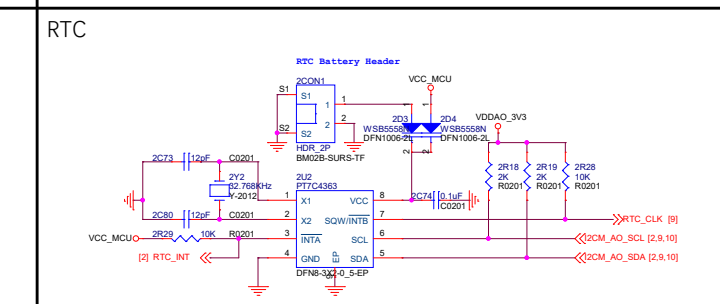 RTC
RTC Battery Header
2CON1
VCC_MCU
S1
S1
1
1
2
2
S2
S2
HDR_2P
BM02B-SURS-TF
1
1
2D3
WSB5558N
DFN1006-2L
2D4
WSB5558N
DFN1006-2L
2
2
VDDAO_3V3
2R18
2K
R0201
2R19
2K
R0201
2R28
10K
R0201
2C73
12pF
C0201
2Y2
32.768KHz
Y-2012
2C80
12pF
C0201
VCC_MCU
2R29
10K
R0201
[2] RTC_INT
2U2
PT7C4363
1
X1
VCC
8
2
X2
SQW/INTB
7
3
INTA
SCL
6
4
GND
EP
SDA
5
DFN8-3X2-0_5-EP
2C74
0.1uF
C0201
RTC_CLK [9]
2CM_AO_SCL [2,9,10]
2CM_AO_SDA [2,9,10]